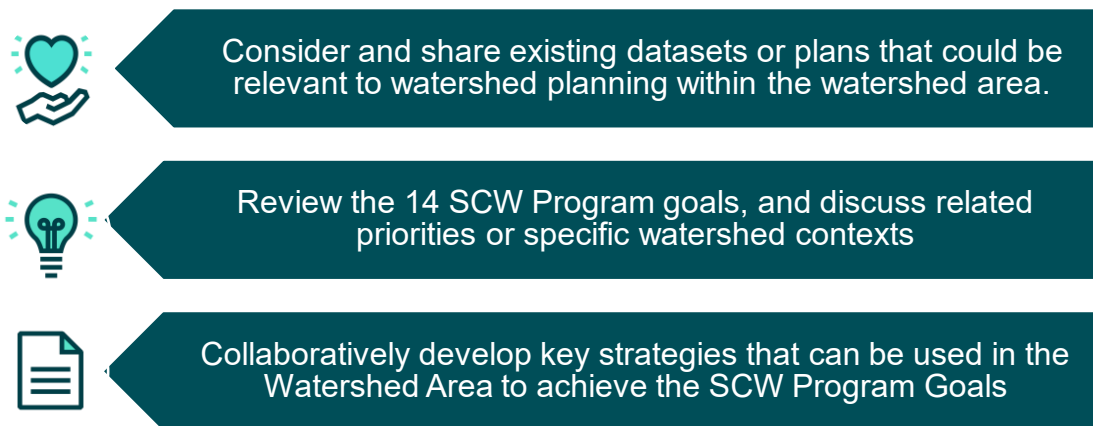 Consider and share existing datasets or plans that could be
relevant to watershed planning within the watershed area.
Review the 14 SCW Program goals, and discuss related
priorities or specific watershed contexts
Collaboratively develop key strategies that can be used in the
Watershed Area to achieve the SCW Program Goals